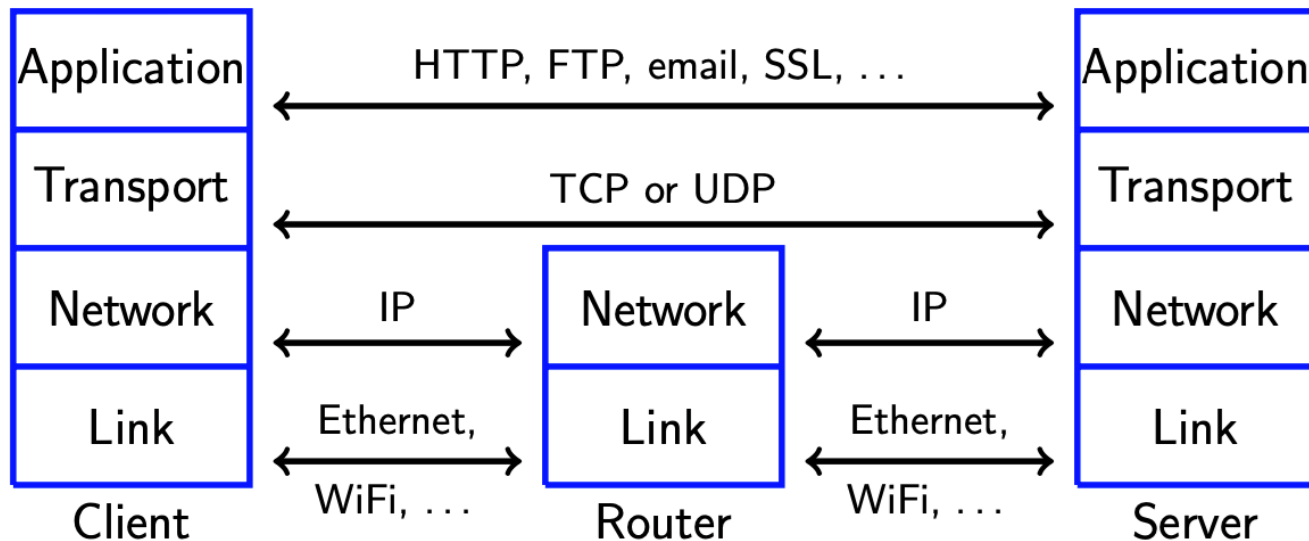 Application HTTP, FTP, email, SSL, ... Application
Transport TCP or UDP Transport
Network IP Network IP Network
Link Ethernet, Link Ethernet, Link
WiFi, ... WiFi, ...
Client Router Server